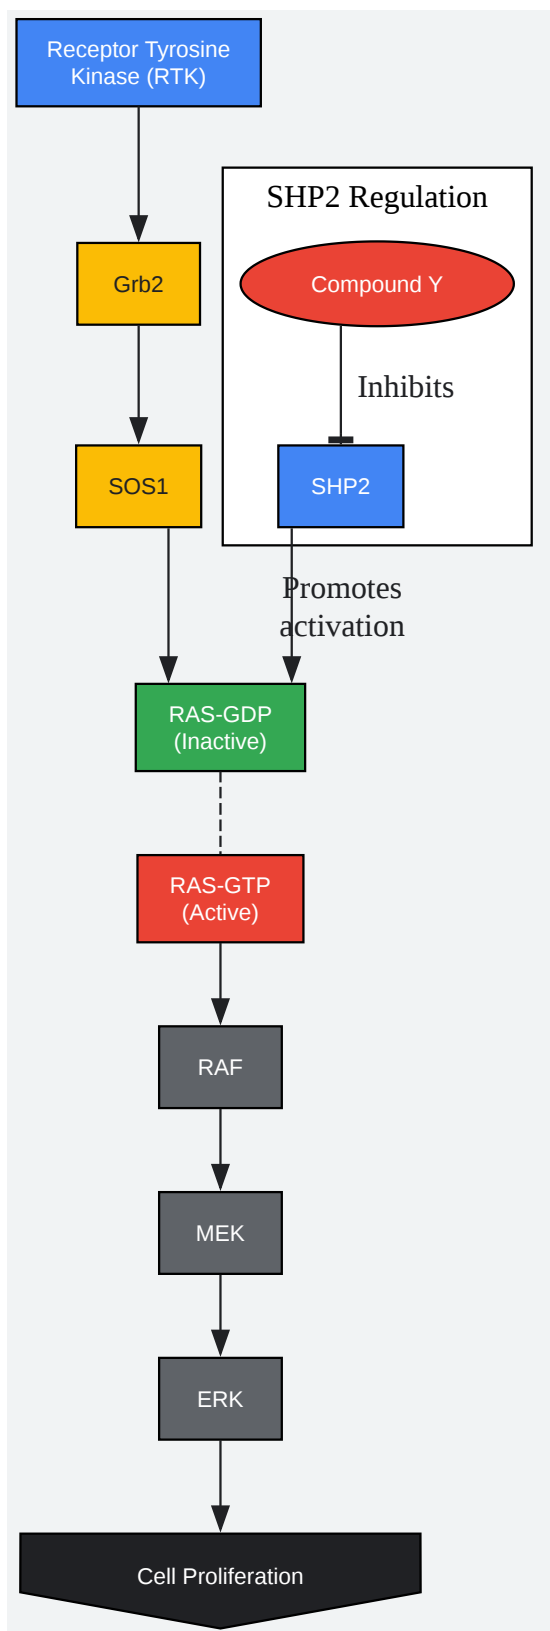 Receptor Tyrosine
Kinase (RTK)
SHP2 Regulation
Grb2
Compound Y
Inhibits
SOS1
SHP2
Promotes
activation
RAS-GDP
(Inactive)
RAS-GTP
(Active)
RAF
MEK
ERK
Cell Proliferation